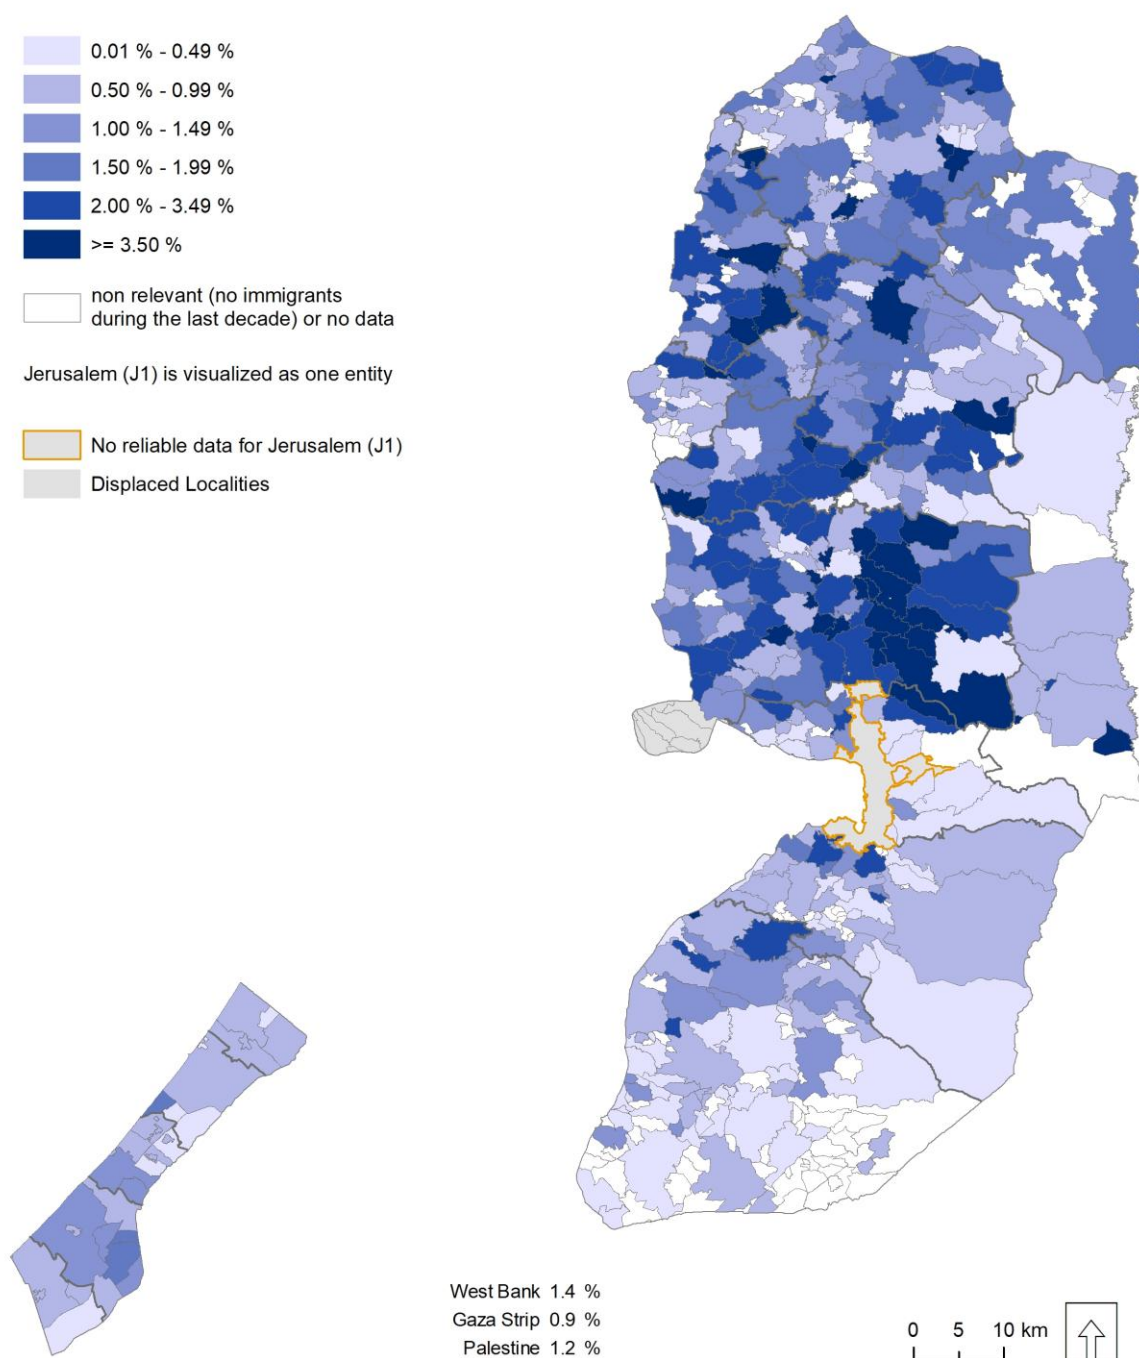 0.01 % - 0.49 %
0.50 % - 0.99 %
1.00 % - 1.49 %
1.50 % - 1.99 %
2.00 % - 3.49 %
>= 3.50 %
non relevant (no immigrants
during the last decade) or no data
Jerusalem (J1) is visualized as one entity
No reliable data for Jerusalem (J1)
Displaced Localities
West Bank 1.4 %
Gaza Strip 0.9 %
Palestine 1.2 %
0 5 10 km